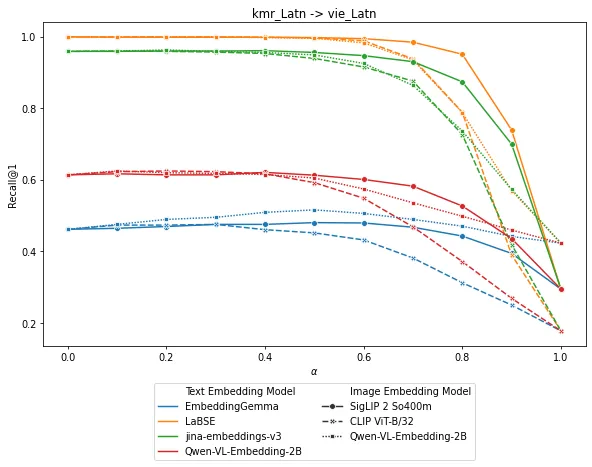 kmr_Latn -> vie_Latn
Recall@1
1.0
0.8
0.6
0.4
0.2
0.0 0.2 0.4 0.6 0.8 1.0
α
Text Embedding Model
EmbeddingGemma
LaBSE
jina-embeddings-v3
Qwen-VL-Embedding-2B
Image Embedding Model
SigLIP 2 So400m
CLIP ViT-B/32
Qwen-VL-Embedding-2B